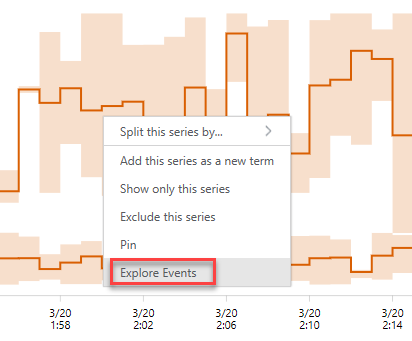 Split this series by...
Add this series as a new term
Show only this series
Exclude this series
Pin
Explore Events
3/20 3/20 3/20 3/20 3/20
1:58 2:02 2:06 2:10 2:14